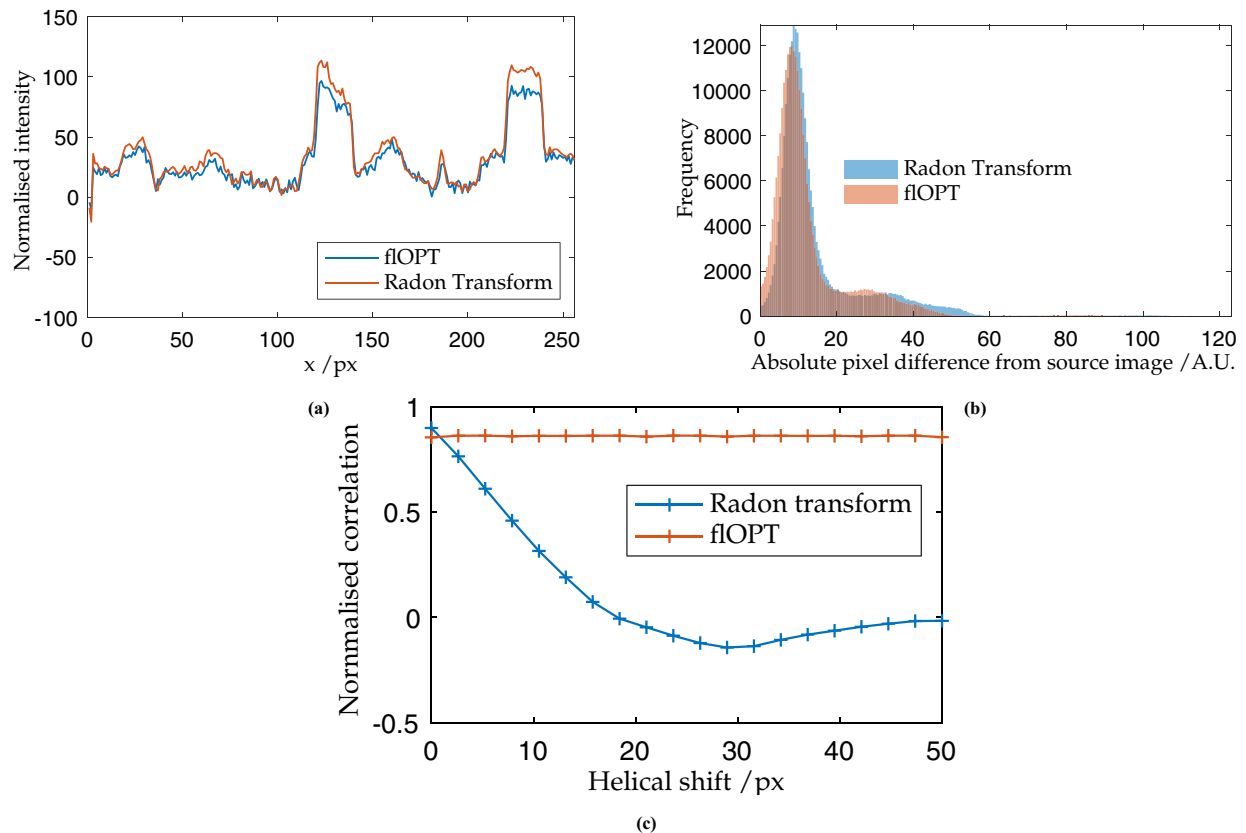 150
100
50
0
-50
-100
Normalised intensity
flOPT
Radon Transform
0
50
100
150
200
250
x /px
(a)
12000
10000
8000
6000
4000
2000
0
Frequency
Radon Transform
flOPT
0
20
40
60
80
100
120
Absolute pixel difference from source image /A.U.
(b)
1
0.5
0
-0.5
Nornmalised correlation
Radon transform
flOPT
0
10
20
30
40
50
Helical shift /px
(c)